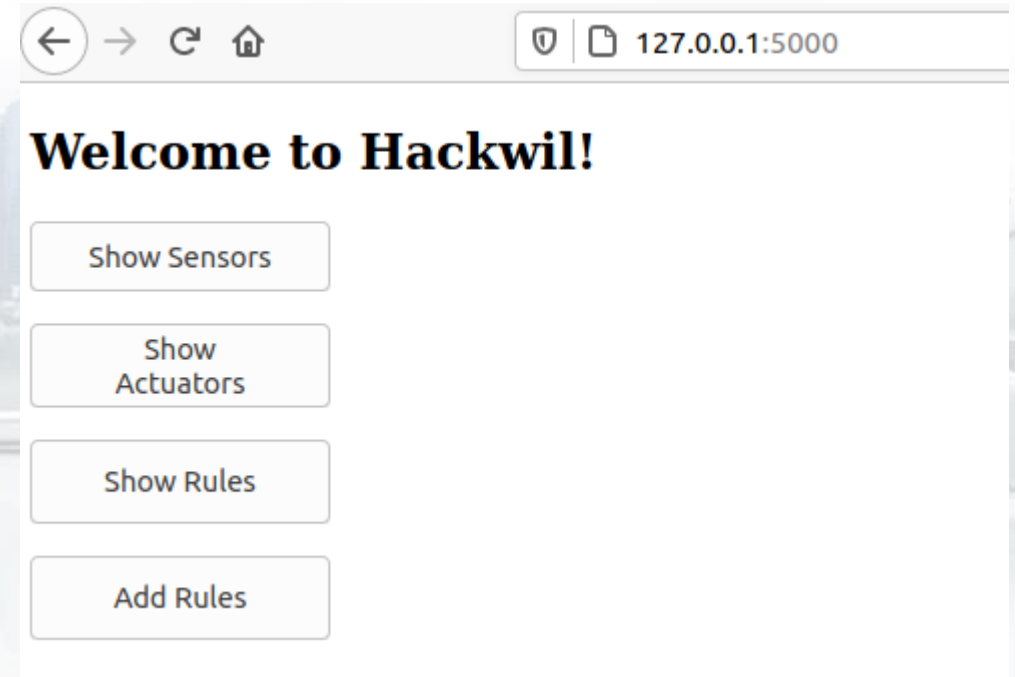 127.0.0.1:5000
Welcome to Hackwil!
Show Sensors
Show
Actuators
Show Rules
Add Rules